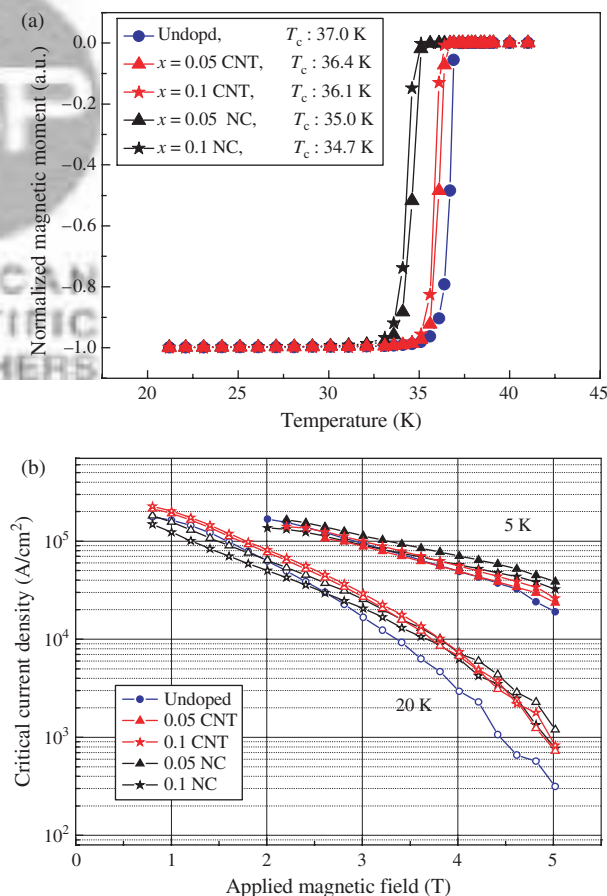 (a)
0.0
−0.2
−0.4
−0.6
−0.8
−1.0
Normalized magnetic moment (a.u.)
Undopd, Tc : 37.0 K
x = 0.05 CNT, Tc : 36.4 K
x = 0.1 CNT, Tc : 36.1 K
x = 0.05 NC, Tc : 35.0 K
x = 0.1 NC, Tc : 34.7 K
CAN
TIFIC
HERS
20 25 30 35 40 45
Temperature (K)
(b)
10^5
10^4
10^3
10^2
Critical current density (A/cm^2)
5 K
20 K
Undoped
0.05 CNT
0.1 CNT
0.05 NC
0.1 NC
0 1 2 3 4 5
Applied magnetic field (T)